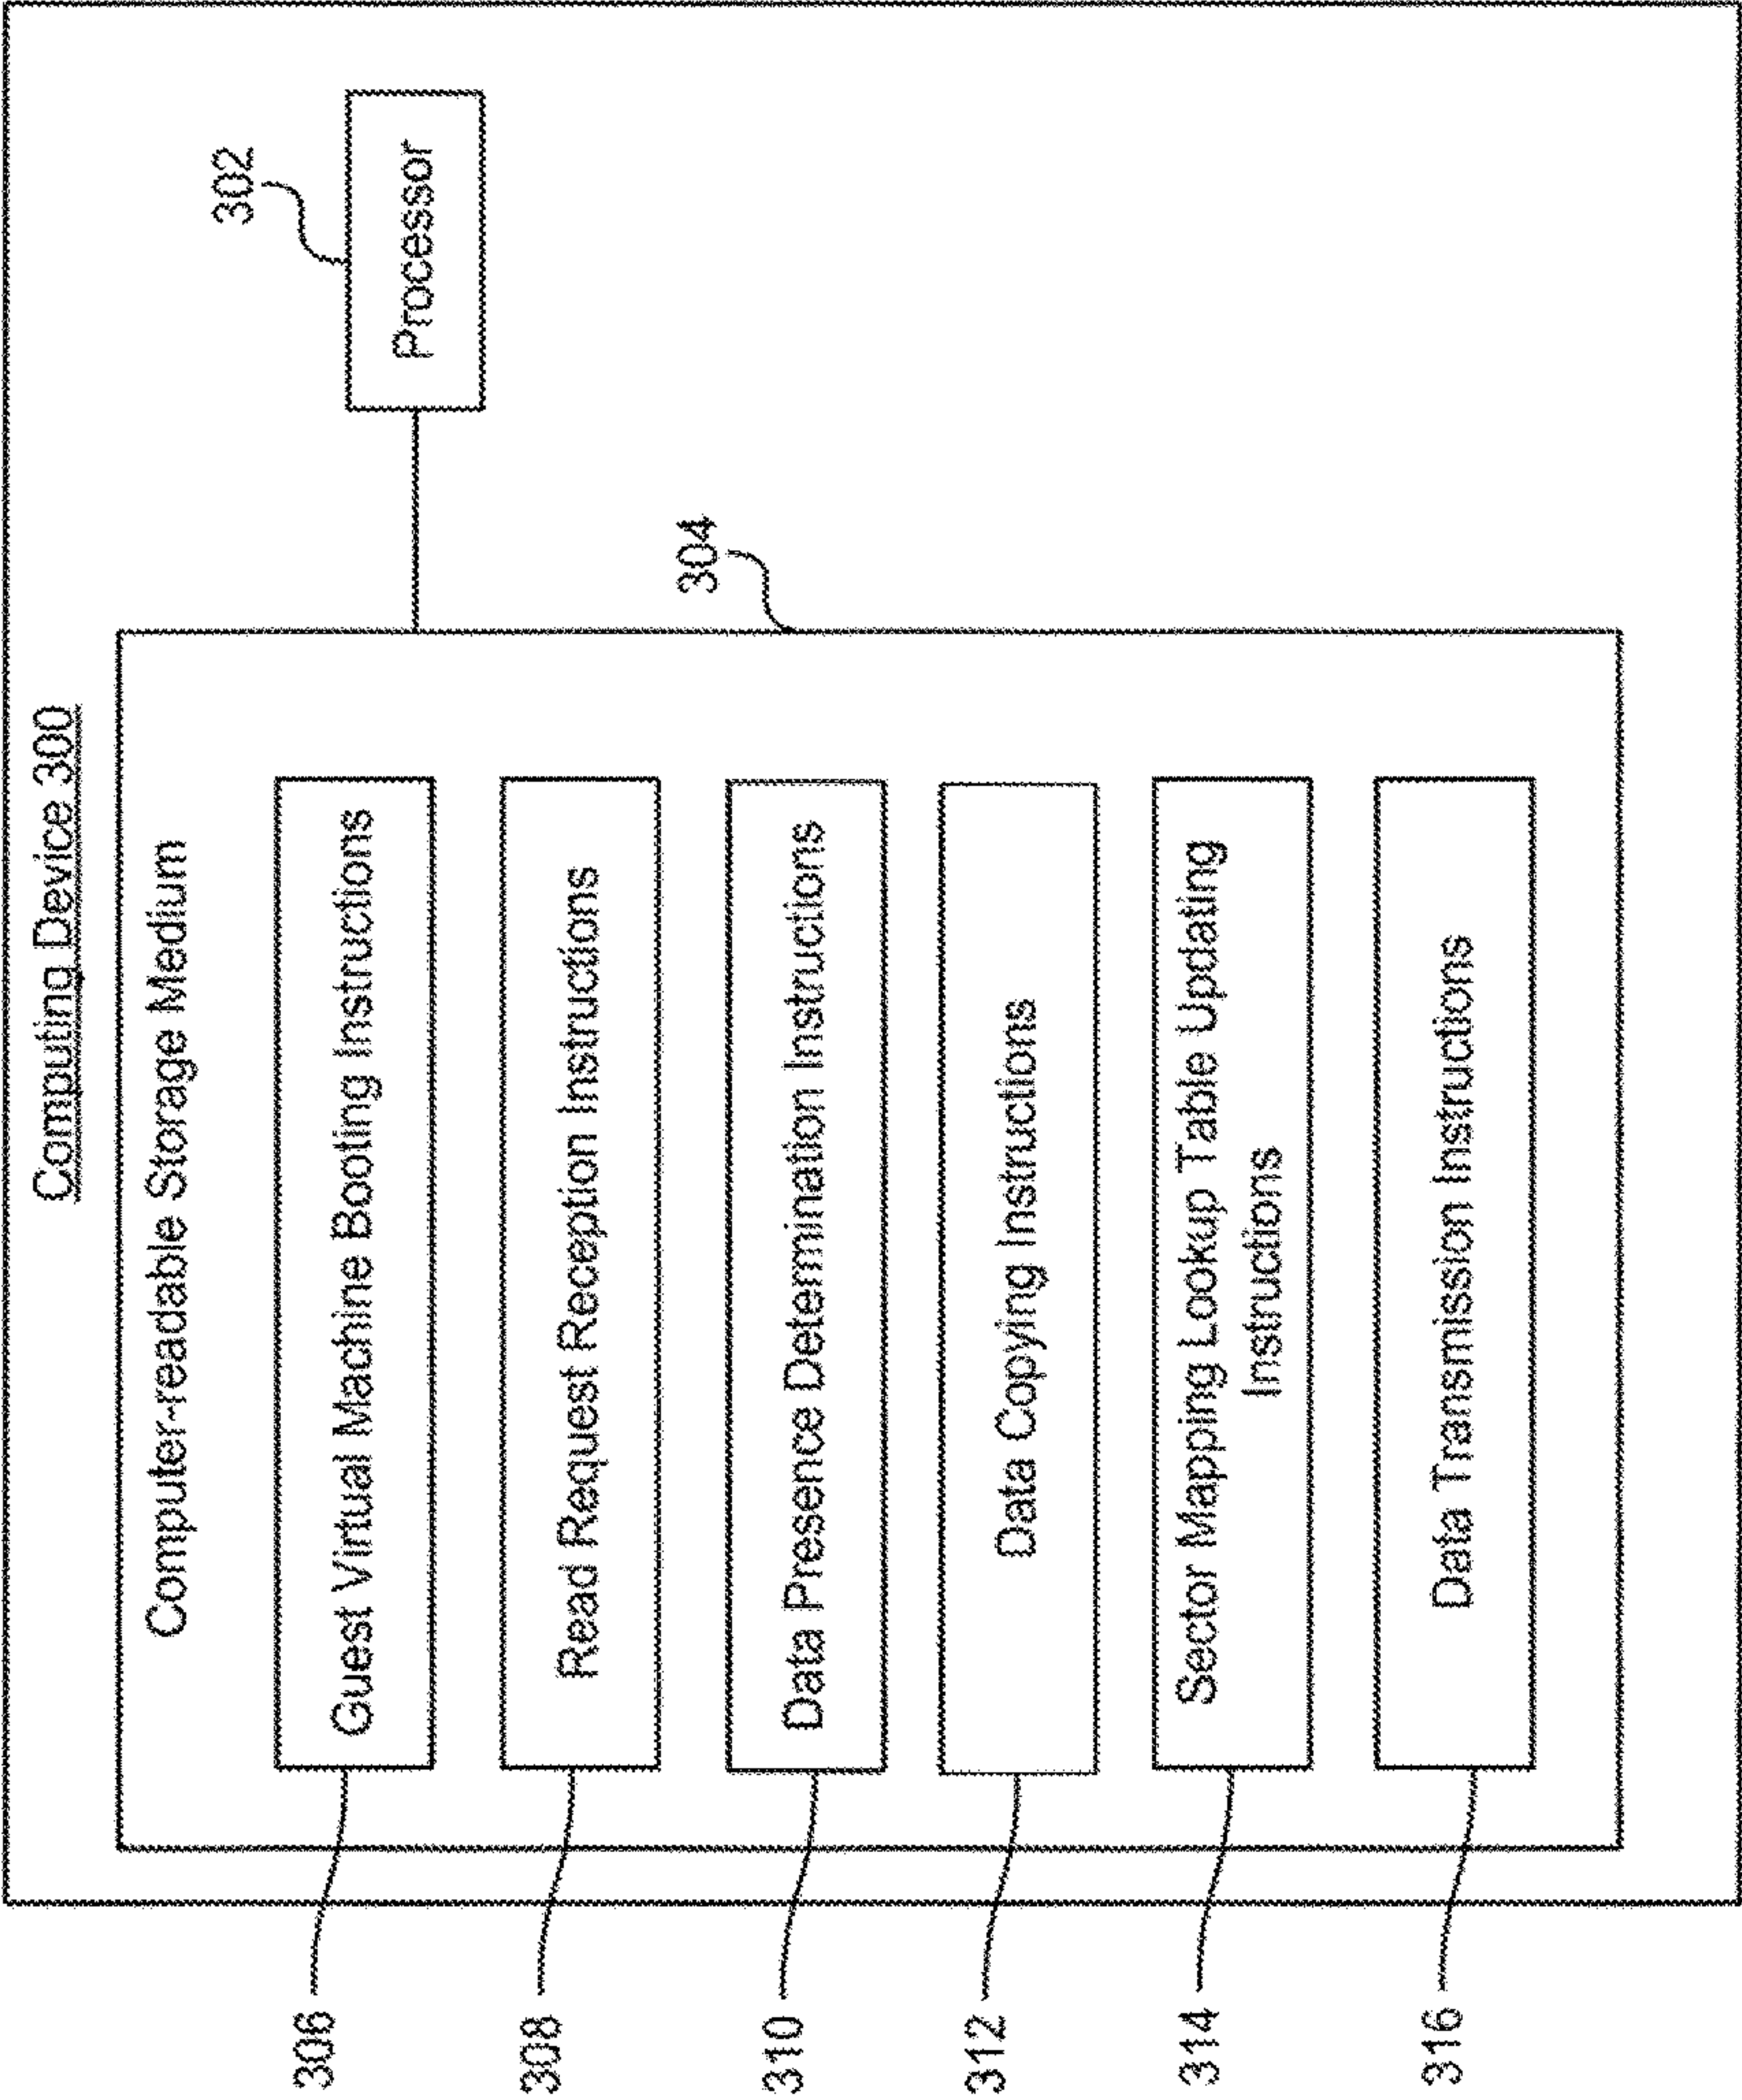 Computing Device 300
Computer-readable Storage Medium
302
Processor
304
306
Guest Virtual Machine Booting Instructions
308
Read Request Reception Instructions
310
Data Presence Determination Instructions
312
Data Copying Instructions
314
Sector Mapping Lookup Table Updating
Instructions
316
Data Transmission Instructions